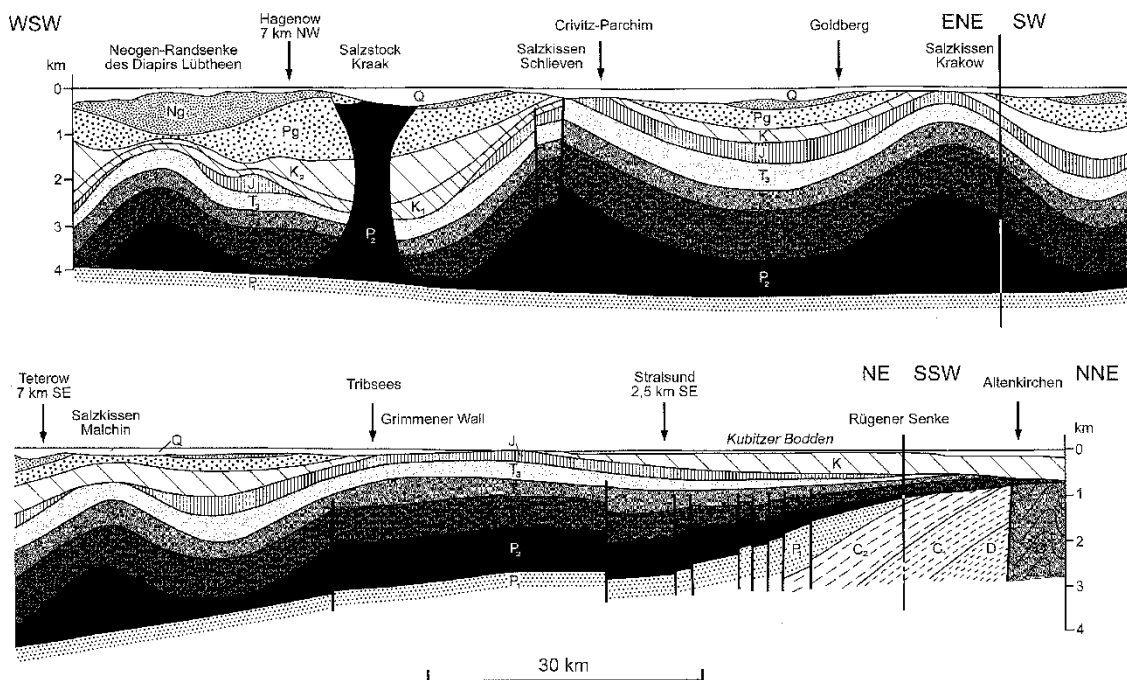 WSW
Hagenow
7 km NW
Crivitz-Parchim
Goldberg
ENE
SW
Neogen-Randsenke
des Diapirs Lübtheen
Salzstock
Kraak
Salzkissen
Schlieven
Salzkissen
Krakow
km
0
1
2
3
4
Ng
Q
Q
Pg
Pg
K
K₂
J
J
T₃
K₁
P₂
P₂
P₁
Teterow
7 km SE
Tribsees
Stralsund
2,5 km SE
NE
SSW
Altenkirchen
NNE
Salzkissen
Malchin
Grimmener Wall
Rügener Senke
Q
J
Kubitzer Bodden
km
0
1
2
3
4
T₃
K
P₂
P₁
C₂
D
30 km